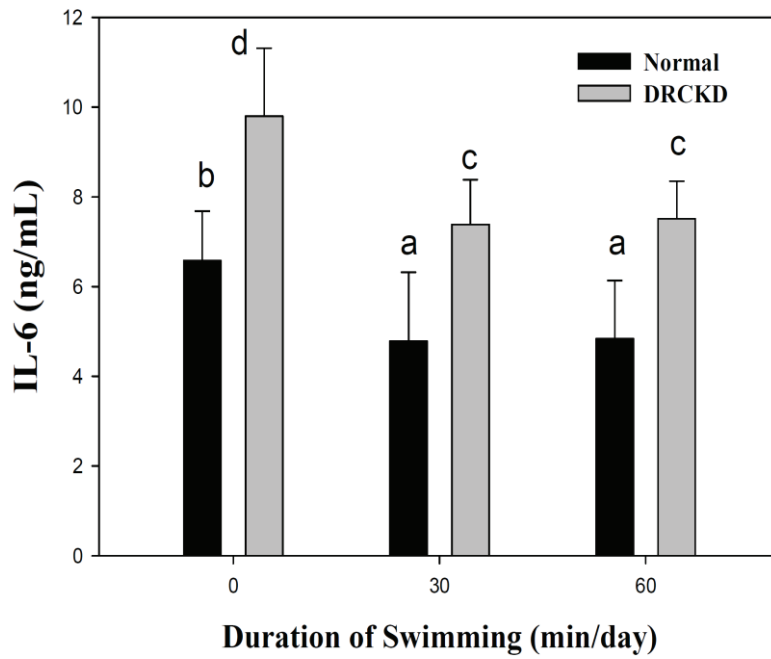 12
10
8
6
4
2
0
IL-6 (ng/mL)
Normal
DRCKD
b
d
a
c
a
c
0
30
60
Duration of Swimming (min/day)